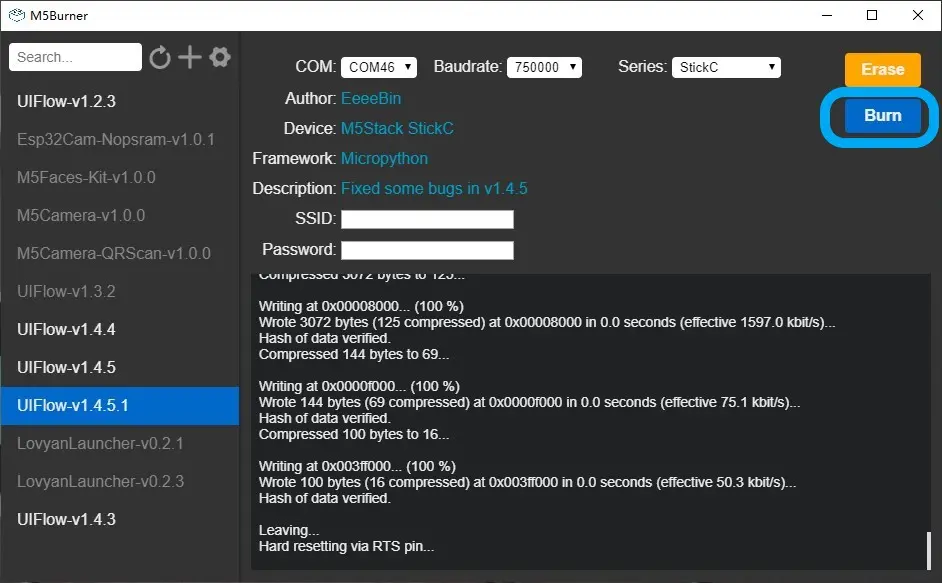 M5Burner
Search...
COM: COM46 Baudrate: 750000 Series: StickC
Erase
Burn
Author: EeeeBin
Device: M5Stack StickC
Framework: Micropython
Description: Fixed some bugs in v1.4.5
SSID:
Password:
UIFlow-v1.2.3
Esp32Cam-Nopsram-v1.0.1
M5Faces-Kit-v1.0.0
M5Camera-v1.0.0
M5Camera-QRScan-v1.0.0
UIFlow-v1.3.2
UIFlow-v1.4.4
UIFlow-v1.4.5
UIFlow-v1.4.5.1
LovyanLauncher-v0.2.1
LovyanLauncher-v0.2.3
UIFlow-v1.4.3
Compressed 3072 bytes to 125...
Writing at 0x00008000... (100 %)
Wrote 3072 bytes (125 compressed) at 0x00008000 in 0.0 seconds (effective 1597.0 kbit/s)...
Hash of data verified.
Compressed 144 bytes to 69...
Writing at 0x0000f000... (100 %)
Wrote 144 bytes (69 compressed) at 0x0000f000 in 0.0 seconds (effective 75.1 kbit/s)...
Hash of data verified.
Compressed 100 bytes to 16...
Writing at 0x003ff000... (100 %)
Wrote 100 bytes (16 compressed) at 0x003ff000 in 0.0 seconds (effective 50.3 kbit/s)...
Hash of data verified.
Leaving...
Hard resetting via RTS pin...